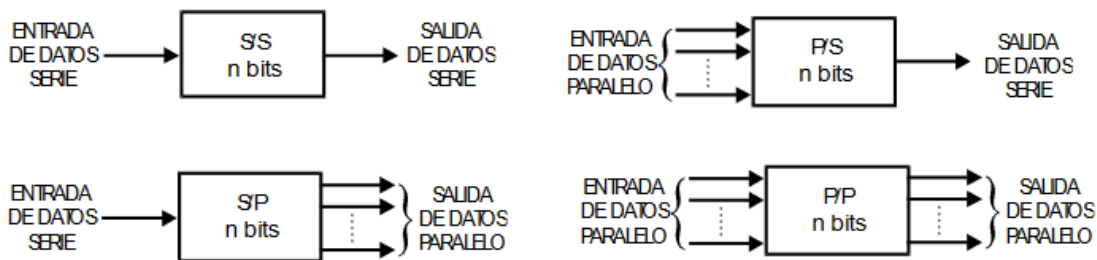 ENTRADA
DE DATOS
SERIE
S/S
n bits
SALIDA
DE DATOS
SERIE
ENTRADA
DE DATOS
PARALELO
P/S
n bits
SALIDA
DE DATOS
SERIE
ENTRADA
DE DATOS
SERIE
S/P
n bits
SALIDA
DE DATOS
PARALELO
ENTRADA
DE DATOS
PARALELO
P/P
n bits
SALIDA
DE DATOS
PARALELO